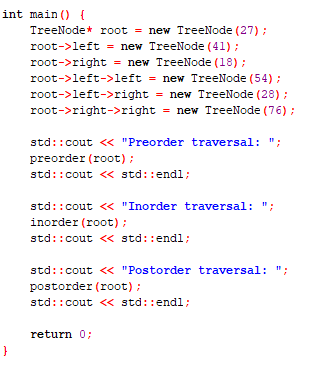 int main() {
    TreeNode* root = new TreeNode(27);
    root->left = new TreeNode(41);
    root->right = new TreeNode(18);
    root->left->left = new TreeNode(54);
    root->left->right = new TreeNode(28);
    root->right->right = new TreeNode(76);

    std::cout << "Preorder traversal: ";
    preorder(root);
    std::cout << std::endl;

    std::cout << "Inorder traversal: ";
    inorder(root);
    std::cout << std::endl;

    std::cout << "Postorder traversal: ";
    postorder(root);
    std::cout << std::endl;

    return 0;
}